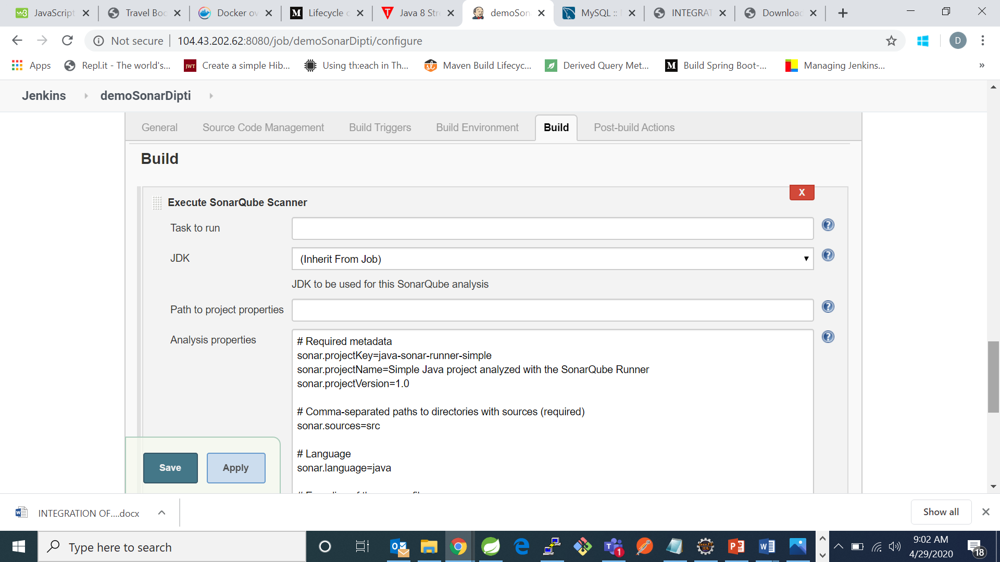 JavaScript
Travel Boo
Docker ov
Lifecycle c
Java 8 Stre
demoSon
MySQL ::
INTEGRAT
Download
Not secure
104.43.202.62:8080/job/demoSonarDipti/configure
D
Apps
Repl.it - The world's...
JWT
Create a simple Hib...
Using th:each in Th...
Maven Build Lifecyc...
Derived Query Met...
M
Build Spring Boot-...
Managing Jenkins...
»
Jenkins
demoSonarDipti
General
Source Code Management
Build Triggers
Build Environment
Build
Post-build Actions
Build
X
Execute SonarQube Scanner
Task to run
JDK
(Inherit From Job)
JDK to be used for this SonarQube analysis
Path to project properties
Analysis properties
# Required metadata
sonar.projectKey=java-sonar-runner-simple
sonar.projectName=Simple Java project analyzed with the SonarQube Runner
sonar.projectVersion=1.0
# Comma-separated paths to directories with sources (required)
sonar.sources=src
# Language
sonar.language=java
Save
Apply
INTEGRATION OF....docx
Show all
Type here to search
1
9:02 AM
4/29/2020
18